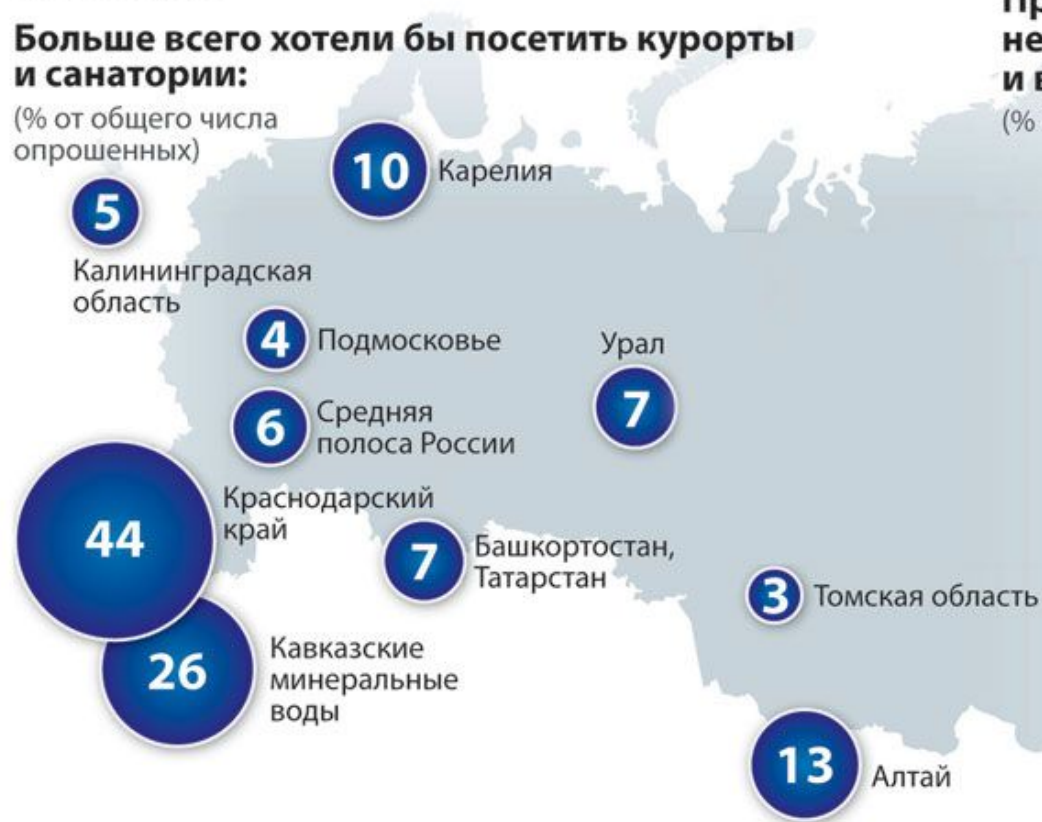 Больше всего хотели бы посетить курорты
и санатории:
(% от общего числа
опрошенных)
10
Карелия
5
Калининградская
область
4
Подмосковье
Урал
7
6
Средняя
полоса России
44
Краснодарский
край
7
Башкортостан,
Татарстан
3
Томская область
26
Кавказские
минеральные
воды
13
Алтай
не
и
(%